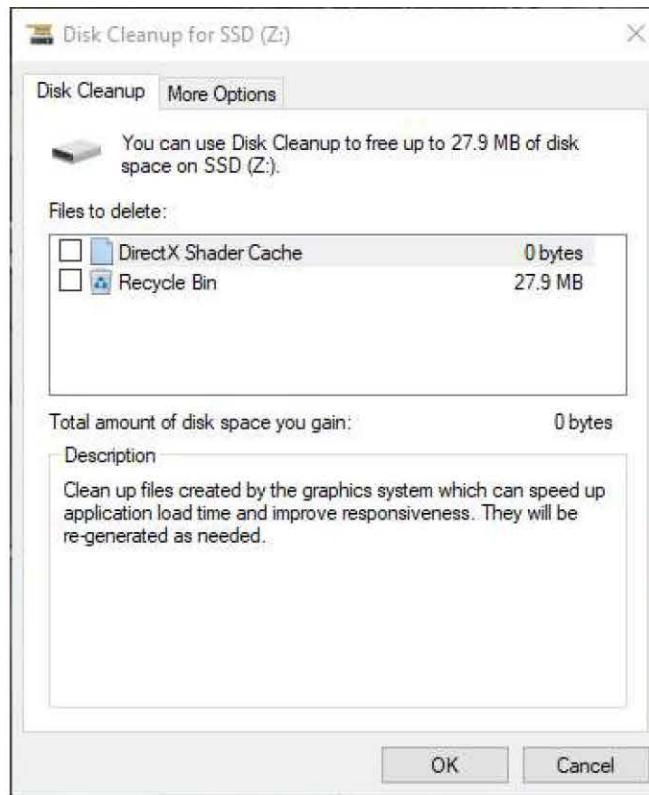 Disk Cleanup for SSD (Z:)
Disk Cleanup
More Options
You can use Disk Cleanup to free up to 27.9 MB of disk
space on SSD (Z:).
Files to delete:
DirectX Shader Cache 0 bytes
Recycle Bin 27.9 MB
Total amount of disk space you gain: 0 bytes
Description
Clean up files created by the graphics system which can speed up
application load time and improve responsiveness. They will be
re-generated as needed.
OK
Cancel